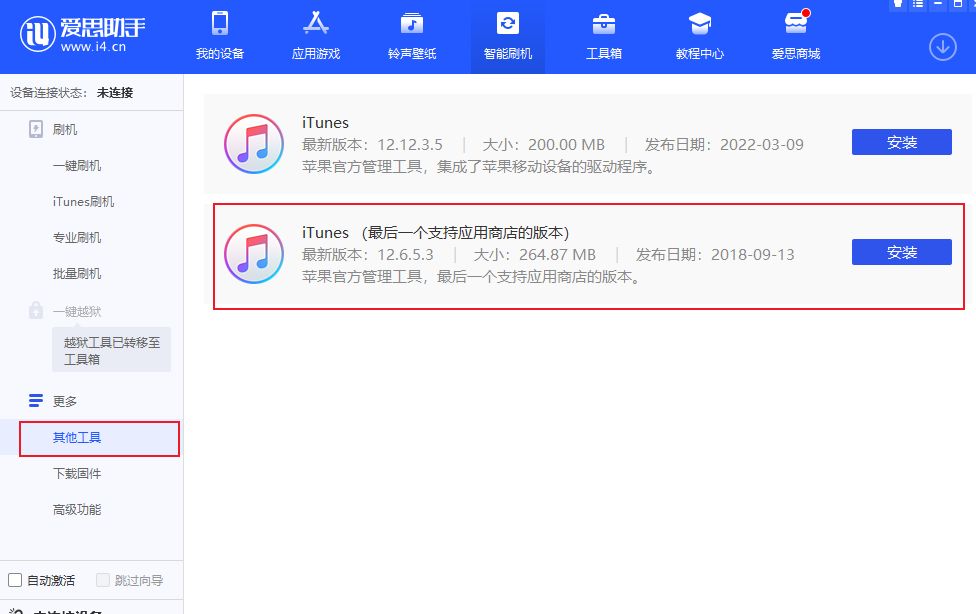 爱思助手
www.i4.cn
我的设备
应用游戏
铃声壁纸
智能刷机
工具箱
教程中心
爱思商城
设备连接状态： 未连接
刷机
一键刷机
iTunes刷机
专业刷机
批量刷机
一键越狱
越狱工具已转移至
工具箱
更多
其他工具
下载固件
高级功能
自动激活 跳过向导
iTunes
最新版本：12.12.3.5 | 大小：200.00 MB | 发布日期：2022-03-09
苹果官方管理工具，集成了苹果移动设备的驱动程序。
安装
iTunes （最后一个支持应用商店的版本）
最新版本：12.6.5.3 | 大小：264.87 MB | 发布日期：2018-09-13
苹果官方管理工具，最后一个支持应用商店的版本。
安装